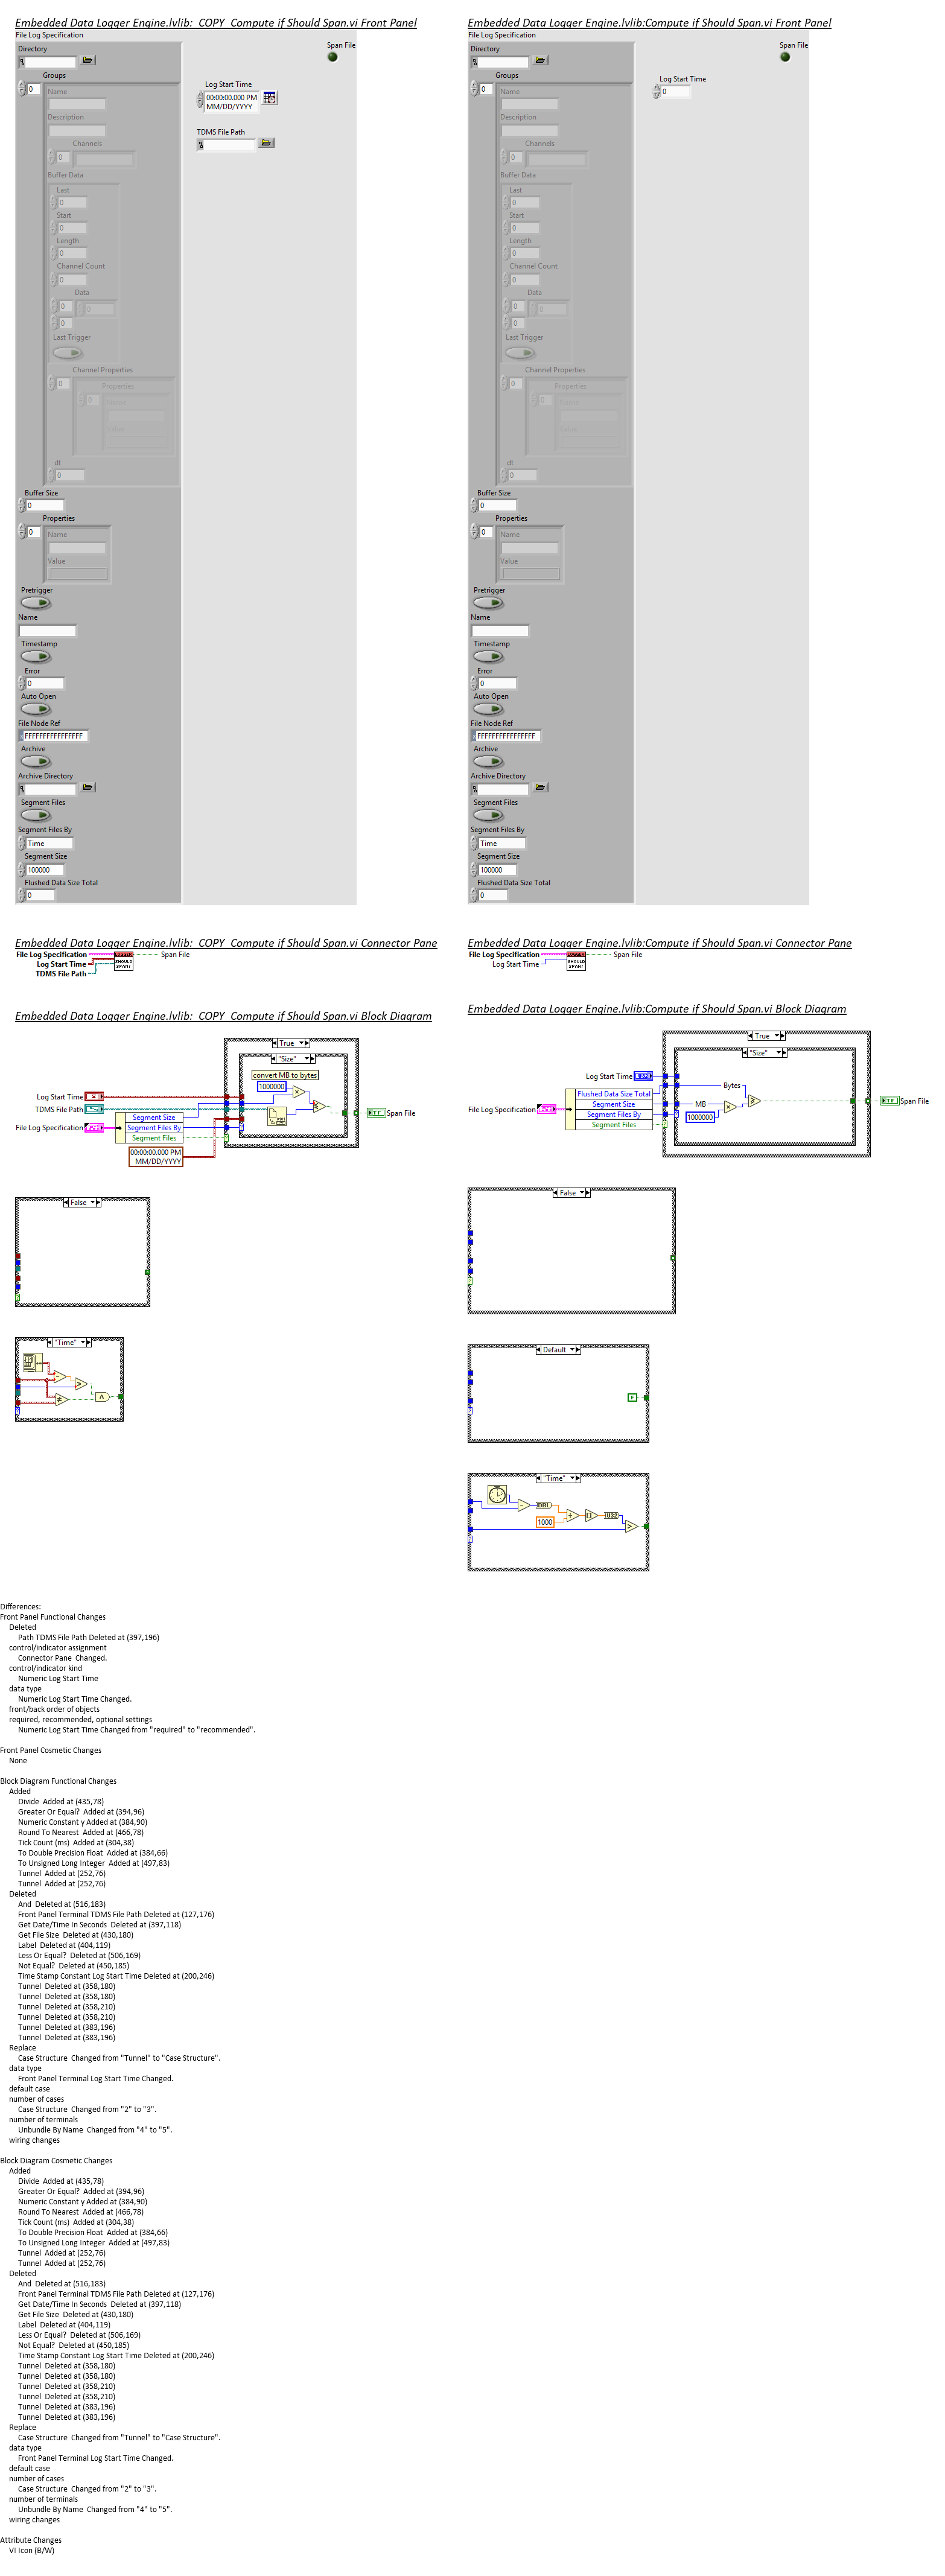 Embedded Data Logger Engine.lvlib:_COPY_Compute if Should Span.vi Front Panel
File Log Specification
Directory
Span File
Groups
0
Name
Log Start Time
00:00:00.000 PM
MM/DD/YYYY
Description
TDMS File Path
Channels
0
Buffer Data
Last
0
Start
0
Length
0
Channel Count
0
Data
0
0
0
Last Trigger
Channel Properties
0
Properties
0
Name
Value
dt
0
Buffer Size
0
Properties
0
Name
Value
Pretrigger
Name
Timestamp
Error
0
Auto Open
File Node Ref
FFFFFFFFFFFFFFFF
Archive
Archive Directory
Segment Files
Segment Files By
Time
Segment Size
100000
Flushed Data Size Total
0
Embedded Data Logger Engine.lvlib:Compute if Should Span.vi Front Panel
File Log Specification
Directory
Span File
Groups
0
Name
Log Start Time
0
Description
Channels
0
Buffer Data
Last
0
Start
0
Length
0
Channel Count
0
Data
0
0
0
Last Trigger
Channel Properties
0
Properties
0
Name
Value
dt
0
Buffer Size
0
Properties
0
Name
Value
Pretrigger
Name
Timestamp
Error
0
Auto Open
File Node Ref
FFFFFFFFFFFFFFFF
Archive
Archive Directory
Segment Files
Segment Files By
Time
Segment Size
100000
Flushed Data Size Total
0
Embedded Data Logger Engine.lvlib:_COPY_Compute if Should Span.vi Connector Pane
File Log Specification
Log Start Time
TDMS File Path
LOGGER
SHOULD
SPAN?
Span File
Embedded Data Logger Engine.lvlib:Compute if Should Span.vi Connector Pane
File Log Specification
Log Start Time
LOGGER
SHOULD
SPAN?
Span File
Embedded Data Logger Engine.lvlib:_COPY_Compute if Should Span.vi Block Diagram
True
"Size"
convert MB to bytes
1000000
Log Start Time
TDMS File Path
File Log Specification
Segment Size
Segment Files By
Segment Files
00:00:00.000 PM
MM/DD/YYYY
TF
Span File
False
"Time"
Embedded Data Logger Engine.lvlib:Compute if Should Span.vi Block Diagram
True
"Size"
Log Start Time
U32
Bytes
Flushed Data Size Total
Segment Size
Segment Files By
Segment Files
File Log Specification
MB
1000000
TF
Span File
False
Default
F
"Time"
DBL
1000
U32
Differences:
Front Panel Functional Changes
Deleted
Path TDMS File Path Deleted at (397,196)
control/indicator assignment
Connector Pane  Changed.
control/indicator kind
Numeric Log Start Time
data type
Numeric Log Start Time Changed.
front/back order of objects
required, recommended, optional settings
Numeric Log Start Time Changed from "required" to "recommended".
Front Panel Cosmetic Changes
None
Block Diagram Functional Changes
Added
Divide  Added at (435,78)
Greater Or Equal?  Added at (394,96)
Numeric Constant y Added at (384,90)
Round To Nearest  Added at (466,78)
Tick Count (ms)  Added at (304,38)
To Double Precision Float  Added at (384,66)
To Unsigned Long Integer  Added at (497,83)
Tunnel  Added at (252,76)
Tunnel  Added at (252,76)
Deleted
And  Deleted at (516,183)
Front Panel Terminal TDMS File Path Deleted at (127,176)
Get Date/Time In Seconds  Deleted at (397,118)
Get File Size  Deleted at (430,180)
Label  Deleted at (404,119)
Less Or Equal?  Deleted at (506,169)
Not Equal?  Deleted at (450,185)
Time Stamp Constant Log Start Time Deleted at (200,246)
Tunnel  Deleted at (358,180)
Tunnel  Deleted at (358,180)
Tunnel  Deleted at (358,210)
Tunnel  Deleted at (358,210)
Tunnel  Deleted at (383,196)
Tunnel  Deleted at (383,196)
Replace
Case Structure  Changed from "Tunnel" to "Case Structure".
data type
Front Panel Terminal Log Start Time Changed.
default case
number of cases
Case Structure  Changed from "2" to "3".
number of terminals
Unbundle By Name  Changed from "4" to "5".
wiring changes
Block Diagram Cosmetic Changes
Added
Divide  Added at (435,78)
Greater Or Equal?  Added at (394,96)
Numeric Constant y Added at (384,90)
Round To Nearest  Added at (466,78)
Tick Count (ms)  Added at (304,38)
To Double Precision Float  Added at (384,66)
To Unsigned Long Integer  Added at (497,83)
Tunnel  Added at (252,76)
Tunnel  Added at (252,76)
Deleted
And  Deleted at (516,183)
Front Panel Terminal TDMS File Path Deleted at (127,176)
Get Date/Time In Seconds  Deleted at (397,118)
Get File Size  Deleted at (430,180)
Label  Deleted at (404,119)
Less Or Equal?  Deleted at (506,169)
Not Equal?  Deleted at (450,185)
Time Stamp Constant Log Start Time Deleted at (200,246)
Tunnel  Deleted at (358,180)
Tunnel  Deleted at (358,180)
Tunnel  Deleted at (358,210)
Tunnel  Deleted at (358,210)
Tunnel  Deleted at (383,196)
Tunnel  Deleted at (383,196)
Replace
Case Structure  Changed from "Tunnel" to "Case Structure".
data type
Front Panel Terminal Log Start Time Changed.
default case
number of cases
Case Structure  Changed from "2" to "3".
number of terminals
Unbundle By Name  Changed from "4" to "5".
wiring changes
Attribute Changes
VI Icon (B/W)